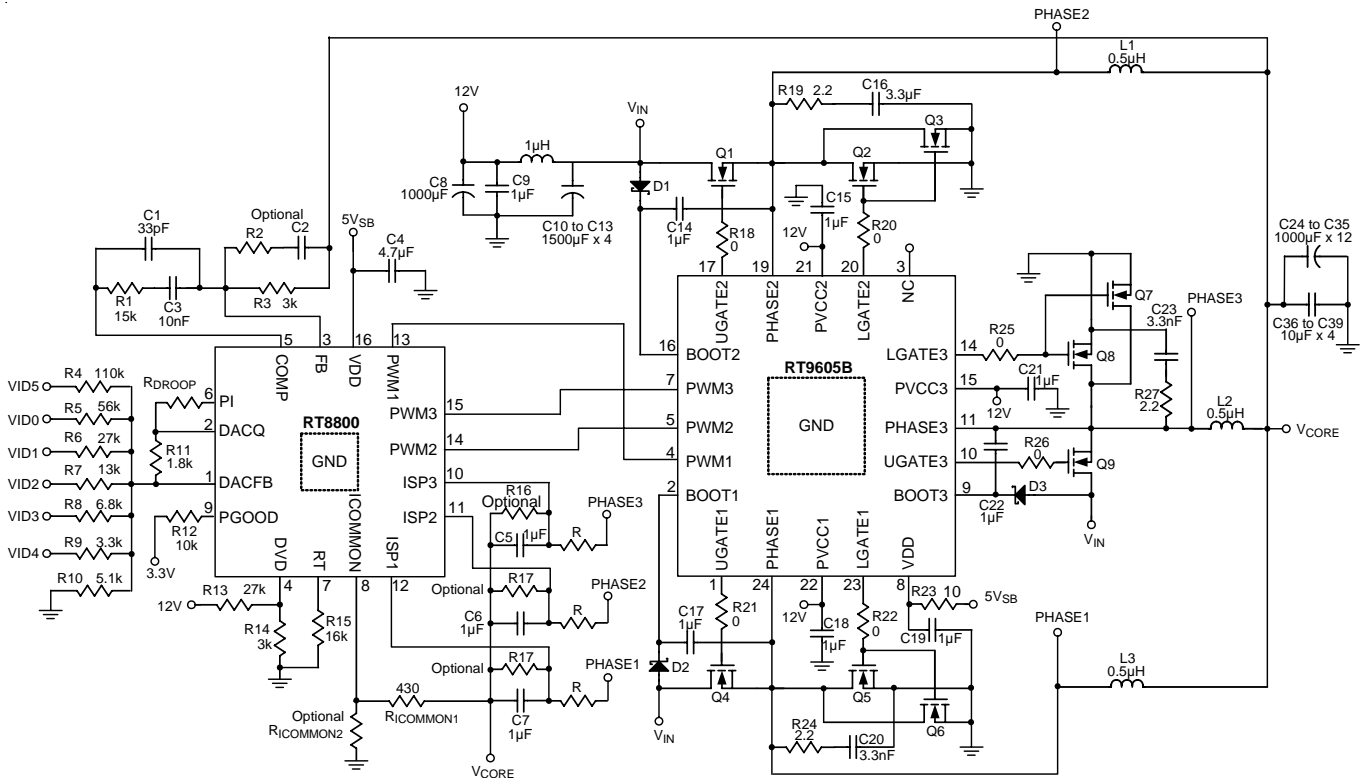 PHASE2
L1
0.5µH
12V
VIN
R19 2.2
C16
3.3µF
Q3
1µH
Q1
Q2
C8
1000µF
C9
1µF
D1
C10 to C13
1500µF x 4
C14
1µF
R18
0
C15
1µF
12V
R20
0
C1
33pF
Optional
R2
C2
5VSB
C4
4.7µF
R1
15k
C3
10nF
R3 3k
C24 to C35
1000µF x 12
C36 to C39
10µF x 4
17
19
21
20
3
UGATE2
PHASE2
PVCC2
LGATE2
NC
5
3
16
13
COMP
FB
VDD
PWM1
16
BOOT2
7
PWM3
5
PWM2
4
PWM1
2
BOOT1
RT9605B
GND
LGATE3
14
PVCC3
15
PHASE3
11
UGATE3
10
BOOT3
9
R25
0
Q7
Q8
C23
3.3nF
PHASE3
C21
1µF
12V
R27
2.2
L2
0.5µH
VCORE
R26
0
Q9
C22
1µF
D3
VIN
VID5
R4
110k
VID0
R5
56k
VID1
R6
27k
VID2
R7
13k
VID3
R8
6.8k
VID4
R9
3.3k
R10
5.1k
RDROOP
R11
1.8k
R12
10k
3.3V
6
PI
2
DACQ
1
DACFB
9
PGOOD
RT8800
GND
PWM3
15
PWM2
14
ISP3
10
ISP2
11
DVD
RT
ICOMMON
ISP1
4
7
8
12
R13
27k
12V
R14
3k
R15
16k
R16
Optional
C5
1µF
R
PHASE3
Optional
R17
C6
1µF
R
PHASE2
Optional
R17
C7
1µF
R
PHASE1
430
RICOMMON1
Optional
RICOMMON2
VCORE
UGATE1
PHASE1
PVCC1
LGATE1
VDD
1
24
22
23
8
C17
1µF
R21
0
12V
C18
1µF
R22
0
R23
10
5VSB
C19
1µF
D2
Q4
Q5
Q6
VIN
R24
2.2
C20
3.3nF
PHASE1
L3
0.5µH